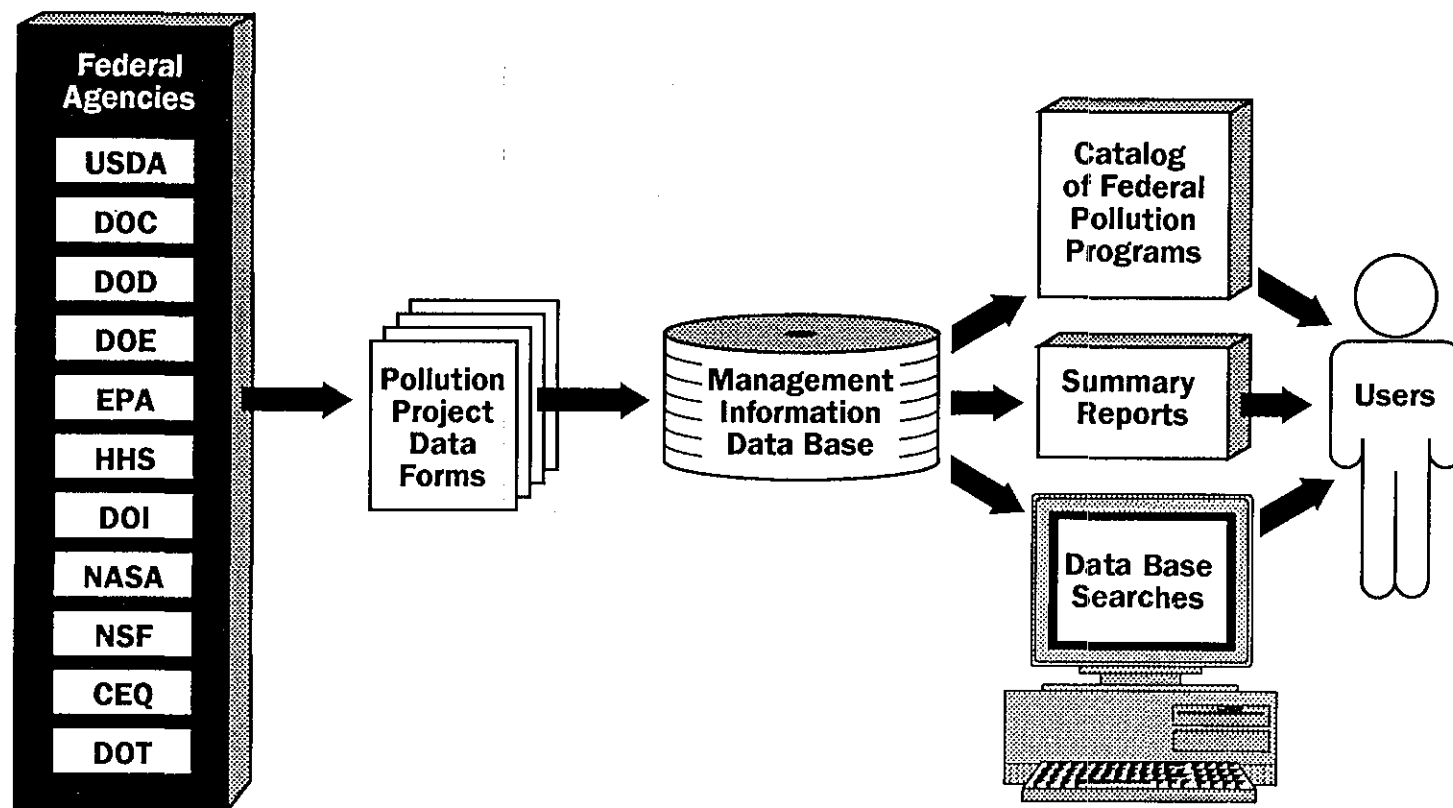 Federal
Agencies
USDA
DOC
DOD
DOE
EPA
HHS
DOI
NASA
NSF
CEQ
DOT
Pollution
Project
Data
Forms
Management
Information
Data Base
Catalog
of Federal
Pollution
Programs
Summary
Reports
Data Base
Searches
Users